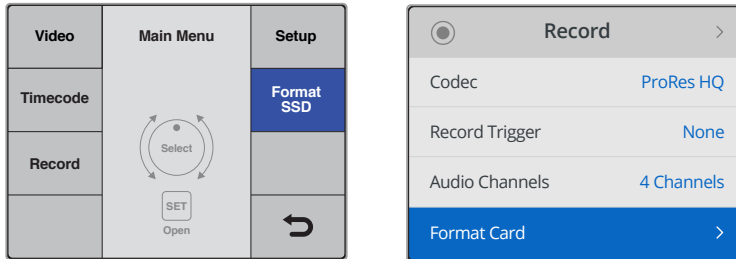 Video
Main Menu
Setup
Timecode
Format
SSD
Record
Select
SET
Open
Record
Codec
ProRes HQ
Record Trigger
None
Audio Channels
4 Channels
Format Card